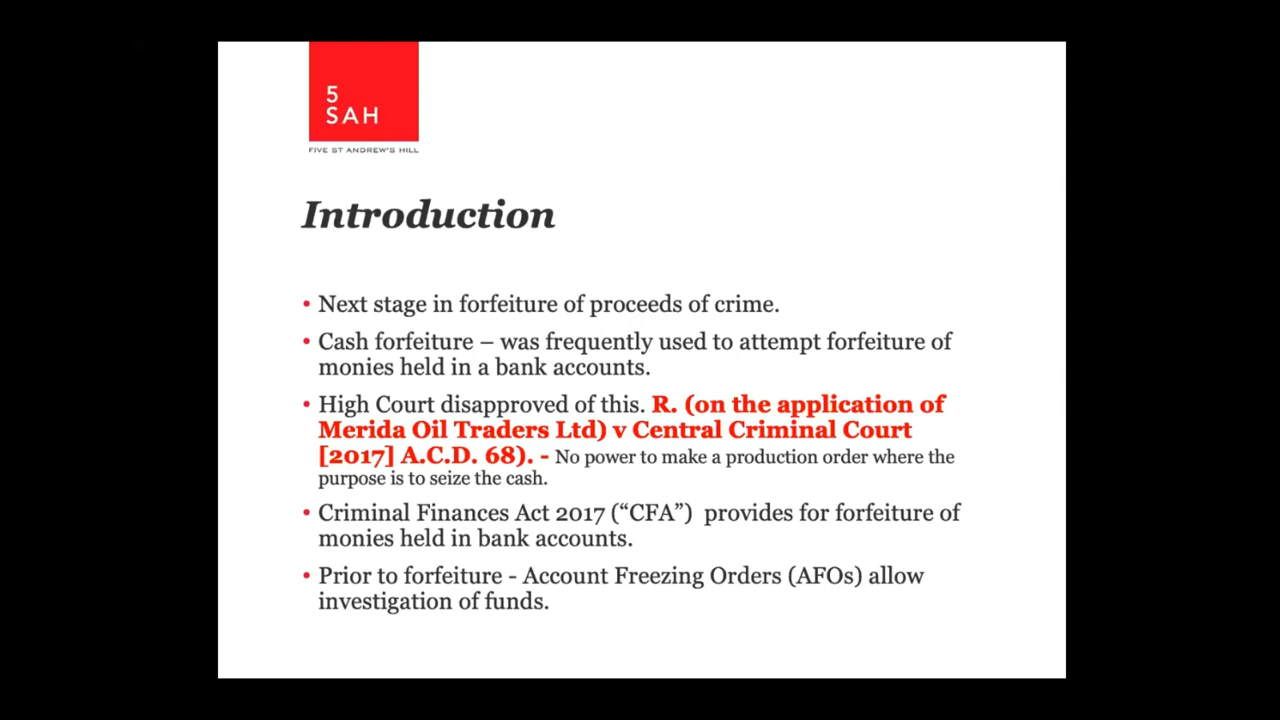 5
SAH
FIVE ST ANDREW'S HILL
Introduction
• Next stage in forfeiture of proceeds of crime.
• Cash forfeiture – was frequently used to attempt forfeiture of
monies held in a bank accounts.
• High Court disapproved of this. R. (on the application of
Merida Oil Traders Ltd) v Central Criminal Court
[2017] A.C.D. 68). - No power to make a production order where the
purpose is to seize the cash.
• Criminal Finances Act 2017 (“CFA”)  provides for forfeiture of
monies held in bank accounts.
• Prior to forfeiture - Account Freezing Orders (AFOs) allow
investigation of funds.